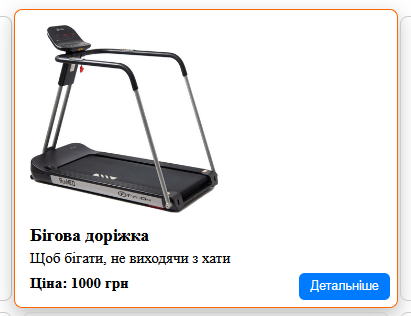 Бігова доріжка
Щоб бігати, не виходячи з хати
Ціна: 1000 грн
Детальніше